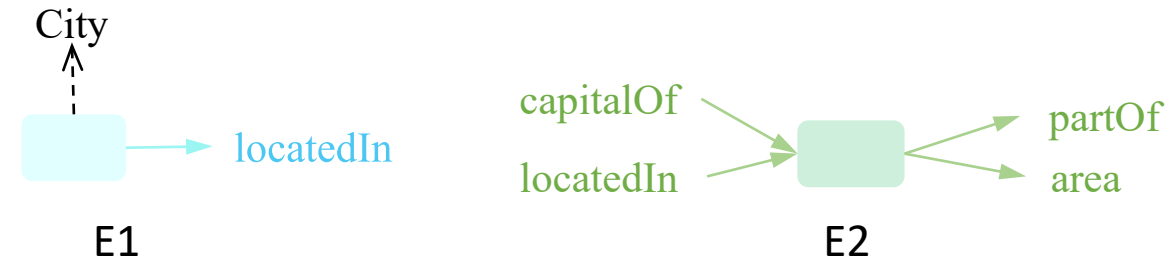 City
locatedIn
E1
capitalOf
locatedIn
partOf
area
E2